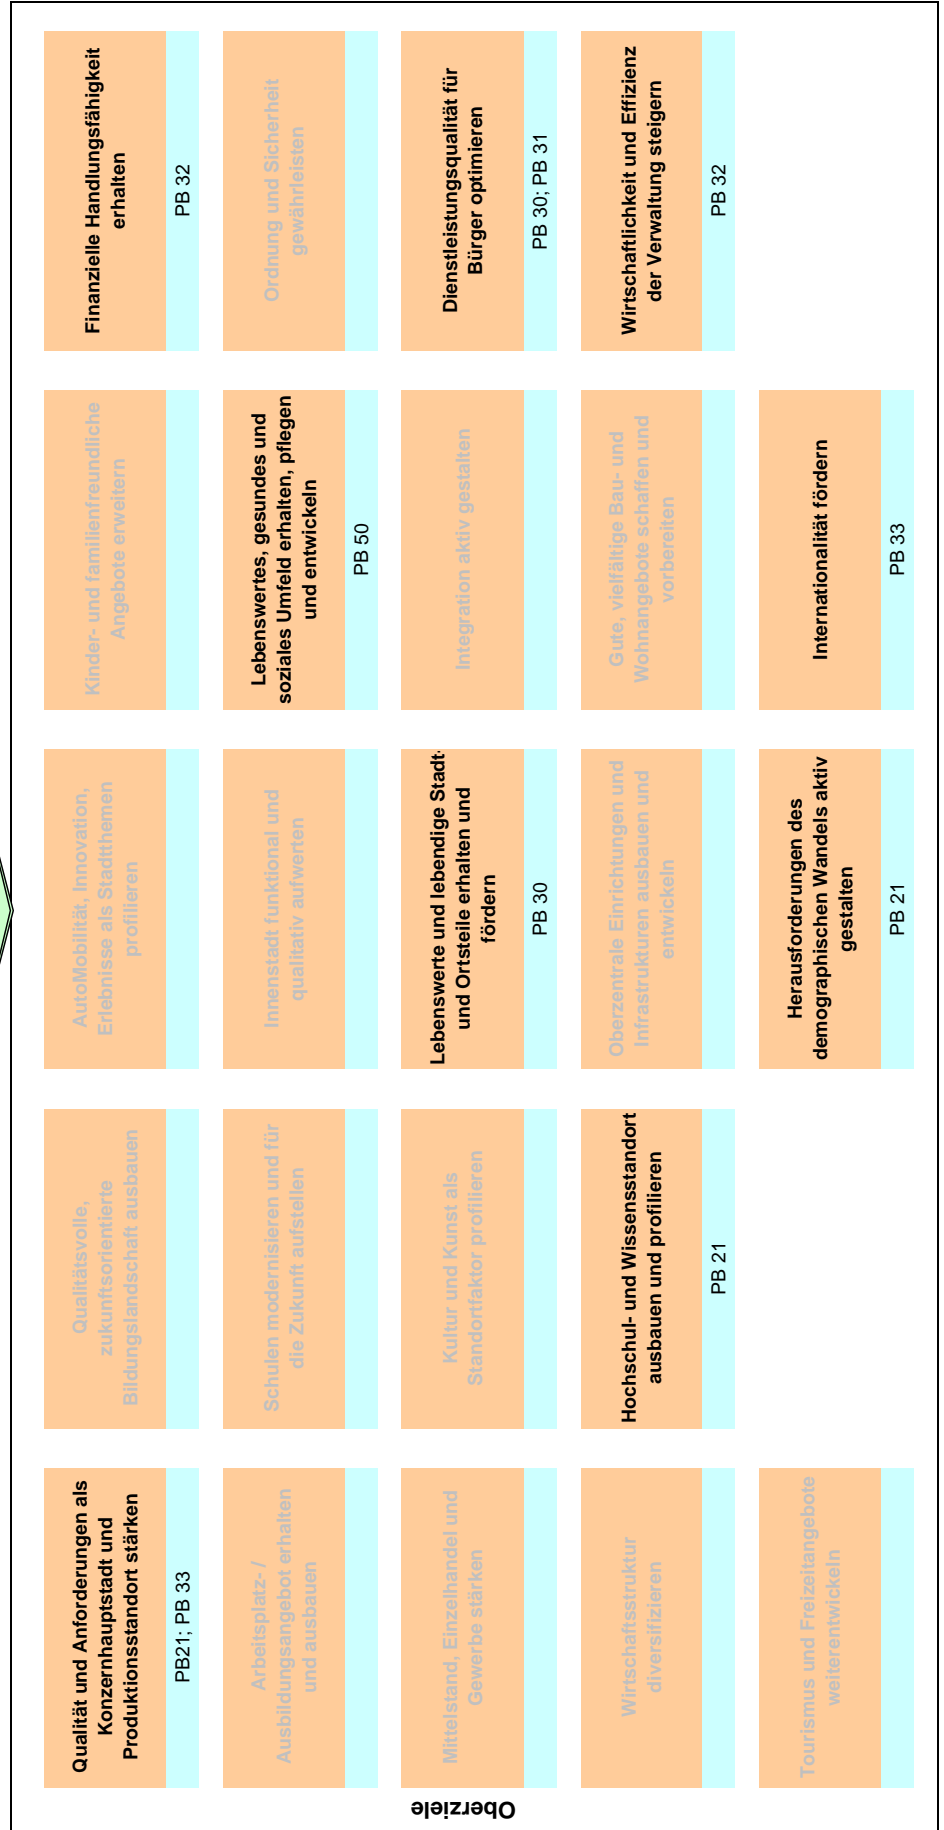 Oberziele
Qualität und Anforderungen als
Konzernhauptstadt und
Produktionsstandort stärken
PB21; PB 33
Qualitätsvolle,
zukunftsorientierte
Bildungslandschaft ausbauen
AutoMobilität, Innovation,
Erlebnisse als Stadtthemen
profilieren
Kinder- und familienfreundliche
Angebote erweitern
Finanzielle Handlungsfähigkeit
erhalten
PB 32
Arbeitsplatz- /
Ausbildungsangebot erhalten
und ausbauen
Schulen modernisieren und für
die Zukunft aufstellen
Innenstadt funktional und
qualitativ aufwerten
Lebenswertes, gesundes und
soziales Umfeld erhalten, pflegen
und entwickeln
PB 50
Ordnung und Sicherheit
gewährleisten
Mittelstand, Einzelhandel und
Gewerbe stärken
Kultur und Kunst als
Standortfaktor profilieren
Lebenswerte und lebendige Stadt-
und Ortsteile erhalten und
fördern
PB 30
Integration aktiv gestalten
Dienstleistungsqualität für
Bürger optimieren
PB 30; PB 31
Wirtschaftsstruktur
diversifizieren
Hochschul- und Wissensstandort
ausbauen und profilieren
PB 21
Oberzentrale Einrichtungen und
Infrastrukturen ausbauen und
entwickeln
Gute, vielfältige Bau- und
Wohnangebote schaffen und
vorbereiten
Wirtschaftlichkeit und Effizienz
der Verwaltung steigern
PB 32
Tourismus und Freizeitangebote
weiterentwickeln
Herausforderungen des
demographischen Wandels aktiv
gestalten
PB 21
Internationalität fördern
PB 33